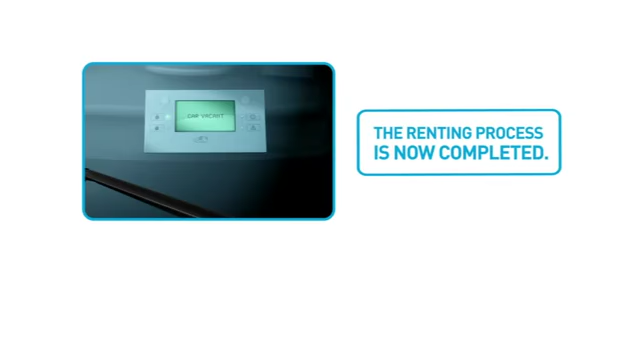 CAR VACANT
THE RENTING PROCESS
IS NOW COMPLETED.